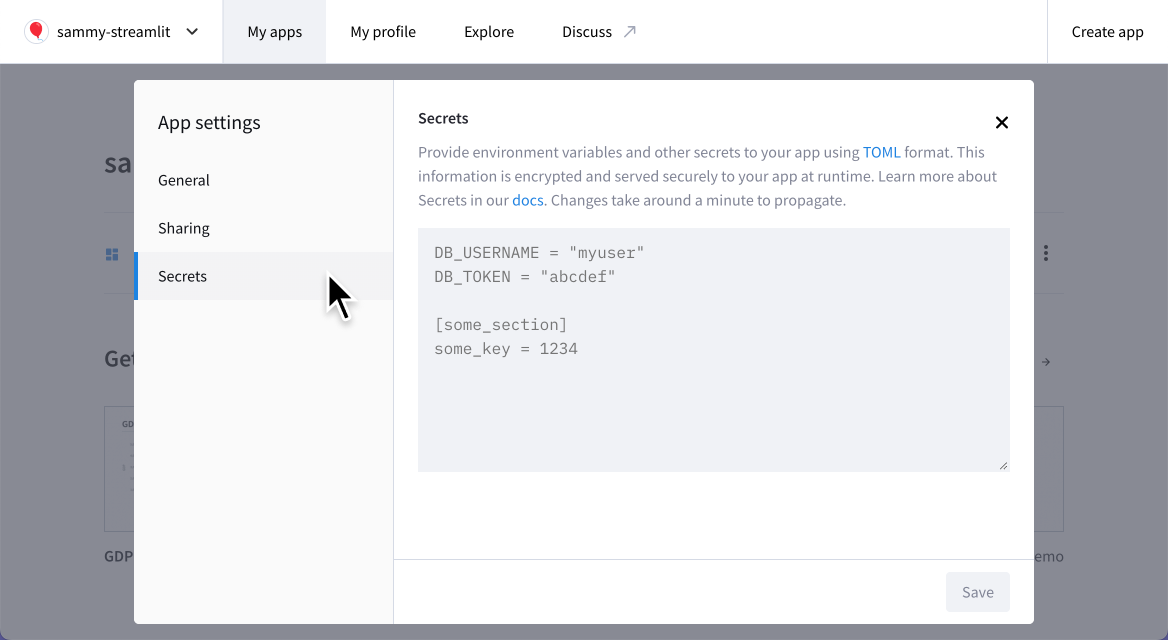 sammy-streamlit
My apps
My profile
Explore
Discuss
Create app
sa
Get
GD
GDP
emo
App settings
General
Sharing
Secrets
Secrets
Provide environment variables and other secrets to your app using TOML format. This
information is encrypted and served securely to your app at runtime. Learn more about
Secrets in our docs. Changes take around a minute to propagate.
DB_USERNAME = "myuser"
DB_TOKEN = "abcdef"
[some_section]
some_key = 1234
Save